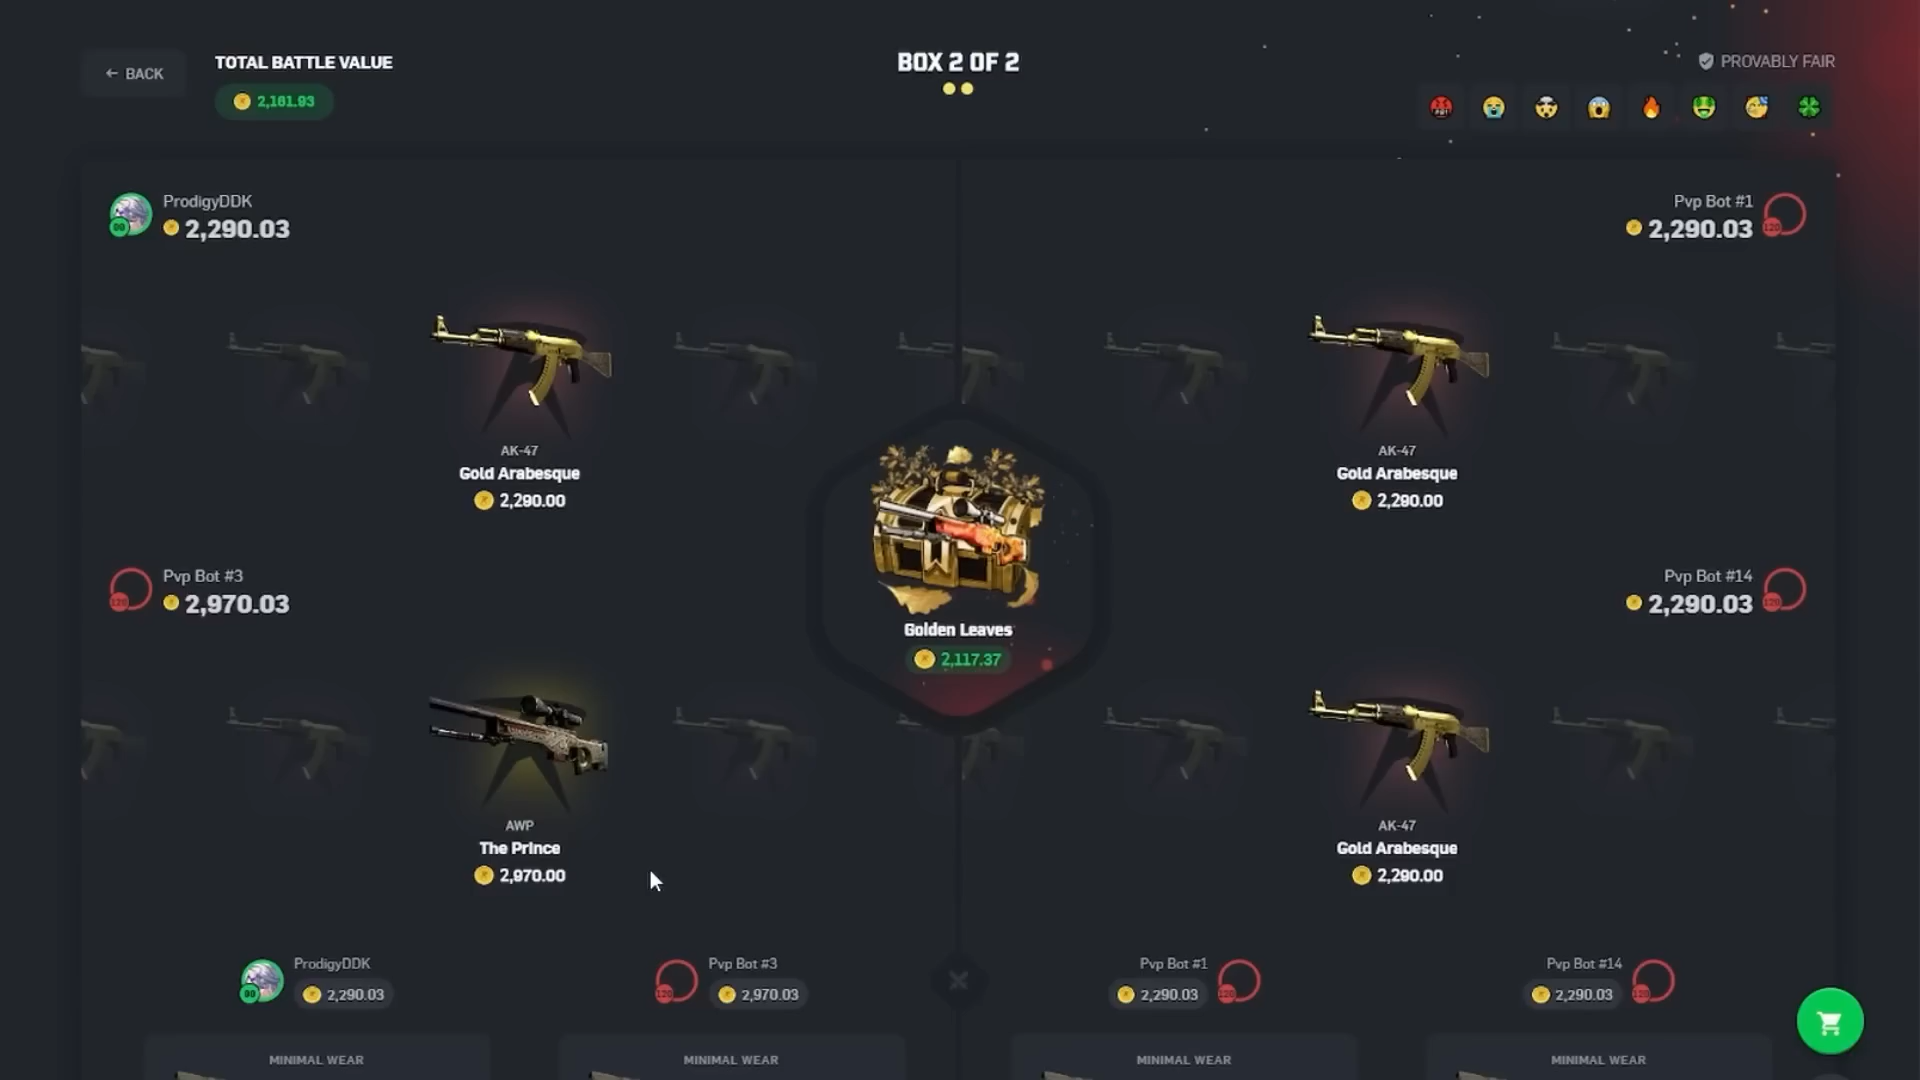 BACK
TOTAL BATTLE VALUE
2,161.93
BOX 2 OF 2
PROVABLY FAIR
ProdigyDDK
2,290.03
Pvp Bot #1
2,290.03
AK-47
Gold Arabesque
2,290.00
AK-47
Gold Arabesque
2,290.00
Golden Leaves
2,117.37
Pvp Bot #3
2,970.03
Pvp Bot #14
2,290.03
AWP
The Prince
2,970.00
AK-47
Gold Arabesque
2,290.00
ProdigyDDK
2,290.03
Pvp Bot #3
2,970.03
Pvp Bot #1
2,290.03
Pvp Bot #14
2,290.03
MINIMAL WEAR
MINIMAL WEAR
MINIMAL WEAR
MINIMAL WEAR